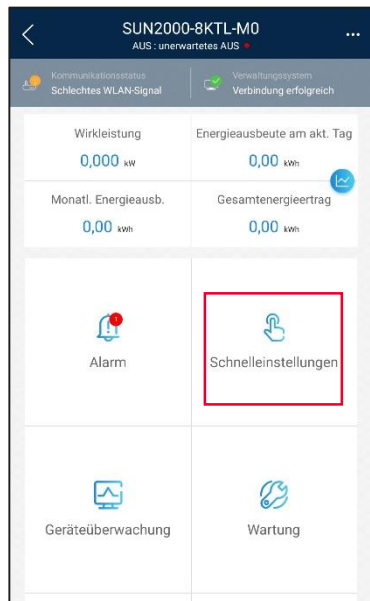 SUN2000-8KTL-M0
AUS : unerwartetes AUS
Kommunikationsstatus
Schlechtes WLAN-Signal
Verwaltungssystem
Verbindung erfolgreich
Wirkleistung
0,000 kW
Energieausbeute am akt. Tag
0,00 kWh
Monatl. Energieausb.
0,00 kWh
Gesamtenergieertrag
0,00 kWh
1
Alarm
Schnelleinstellungen
Geräteüberwachung
Wartung